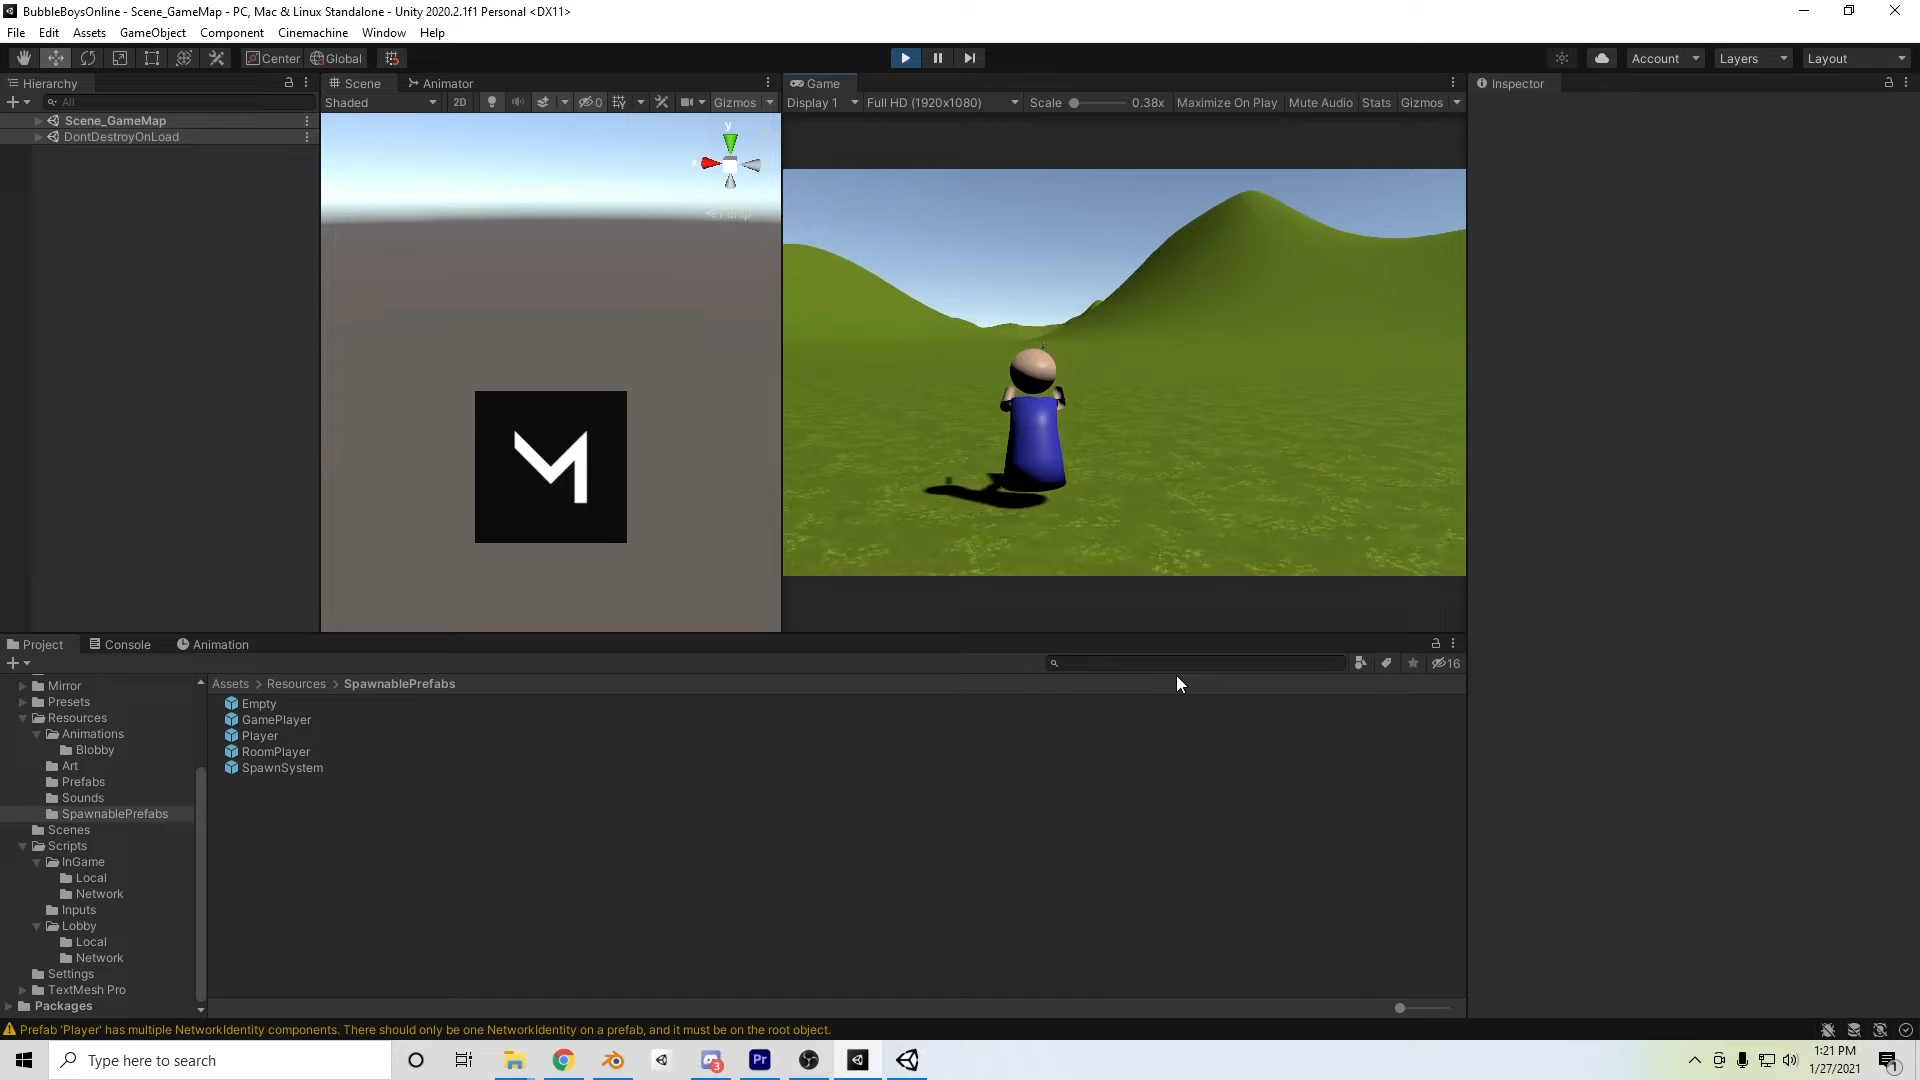 BubbleBoysOnline - Scene_GameMap - PC, Mac & Linux Standalone - Unity 2020.2.1f1 Personal <DX11>
File Edit Assets GameObject Component Cinemachine Window Help
Center Global Account Layers Layout
Hierarchy Scene Animator Game Inspector
All Shaded 2D 0 Gizmos Display 1 Full HD (1920x1080) Scale 0.38x Maximize On Play Mute Audio Stats Gizmos
Scene_GameMap
DontDestroyOnLoad
y
x
Persp
Project Console Animation
16
Assets > Resources > SpawnablePrefabs
Mirror
Presets
Resources
Animations
Blobby
Art
Prefabs
Sounds
SpawnablePrefabs
Scenes
Scripts
InGame
Local
Network
Inputs
Lobby
Local
Network
Settings
TextMesh Pro
Packages
Empty
GamePlayer
Player
RoomPlayer
SpawnSystem
Prefab 'Player' has multiple NetworkIdentity components. There should only be one NetworkIdentity on a prefab, and it must be on the root object.
Type here to search
3
Pr
1:21 PM
1/27/2021
1